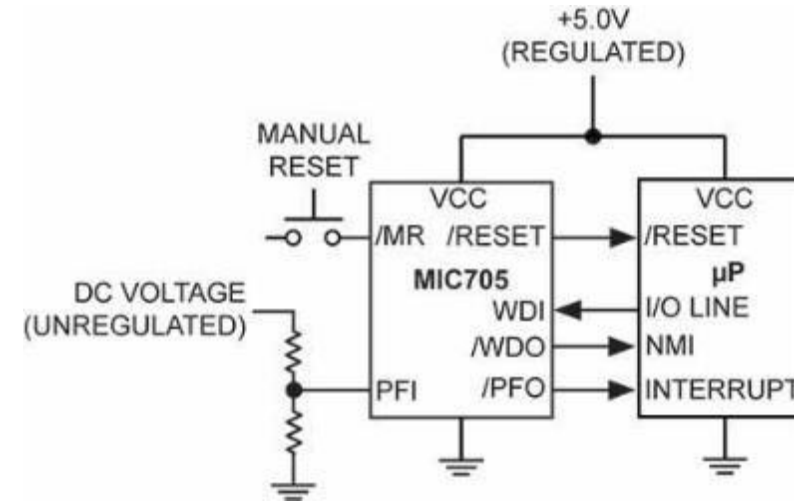 +5.0V
(REGULATED)
MANUAL
RESET
VCC
VCC
/MR
/RESET
/RESET
MIC705
µP
DC VOLTAGE
(UNREGULATED)
WDI
I/O LINE
/WDO
NMI
PFI
/PFO
INTERRUPT